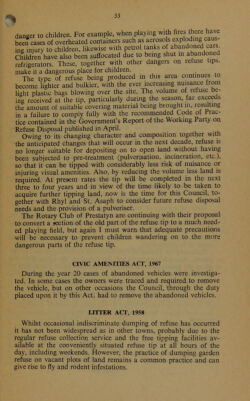 33
danger to children. For example, when playing with fires there have
been cases of overheated containers such as aerosols exploding caus-
ing injury to children, likewise with petrol tanks of abandoned cars.
Children have also been suffocated due to being shut in abandoned
refrigerators. These, together with other dangers on refuse tips,
make it a dangerous place for children.
The type of refuse being produced in this area continues to
become lighter and bulkier, with the ever increasing nuisance from
light plastic bags blowing over the site. The volume of refuse be-
ing received at the tip, particularly during the season, far exceeds
the amount of suitable covering material being brought in, resulting
in a failure to comply fully with the recommended Code of Prac-
tice contained in the Government's Report of the Working Party on
Refuse Disposal published in April.
Owing to its changing character and composition together with
the anticipated changes that will occur in the next decade, refuse is
no longer suitable for depositing on to open land without having
been subjected to pre-treatment (pulverisation, incineration, etc.),
so that it can be tipped with considerably less risk of nuisance or
injuring visual amenities. Also, by reducing the volume less land is
required. At present rates the tip will be completed in the next
three to four years and in view of the time likely to be taken to
acquire further tipping land, now is the time for this Council, to-
gether with Rhyl and St. Asaph to consider future refuse disposal
needs and the provision of a pulveriser.
The Rotary Club of Prestatyn are continuing with their proposal
to convert a section of the old part of the refuse tip to a much need-
ed playing field, but again I must warn that adequate precautions
will be necessary to prevent children wandering on to the more
dangerous parts of the refuse tip.
CIVIC AMENITIES ACT, 1967
During the year 20 cases of abandoned vehicles were investiga-
ted. In some cases the owners were traced and required to remove
the vehicle, but on other occasions the Council, through the duty
placed upon it by this Act, had to remove the abandoned vehicles.
LITTER ACT, 1958
Whilst occasional indiscriminate dumping of refuse has occurred
it has not been widespread as in other towns, probably due to the
regular refuse collection service and the free tipping facilities av-
ailable at the conveniently situated refuse tip at all hours of the
day, including weekends. However, the practice of dumping garden
refuse on vacant plots of land remains a common practice and can
give rise to fly and rodent infestations.